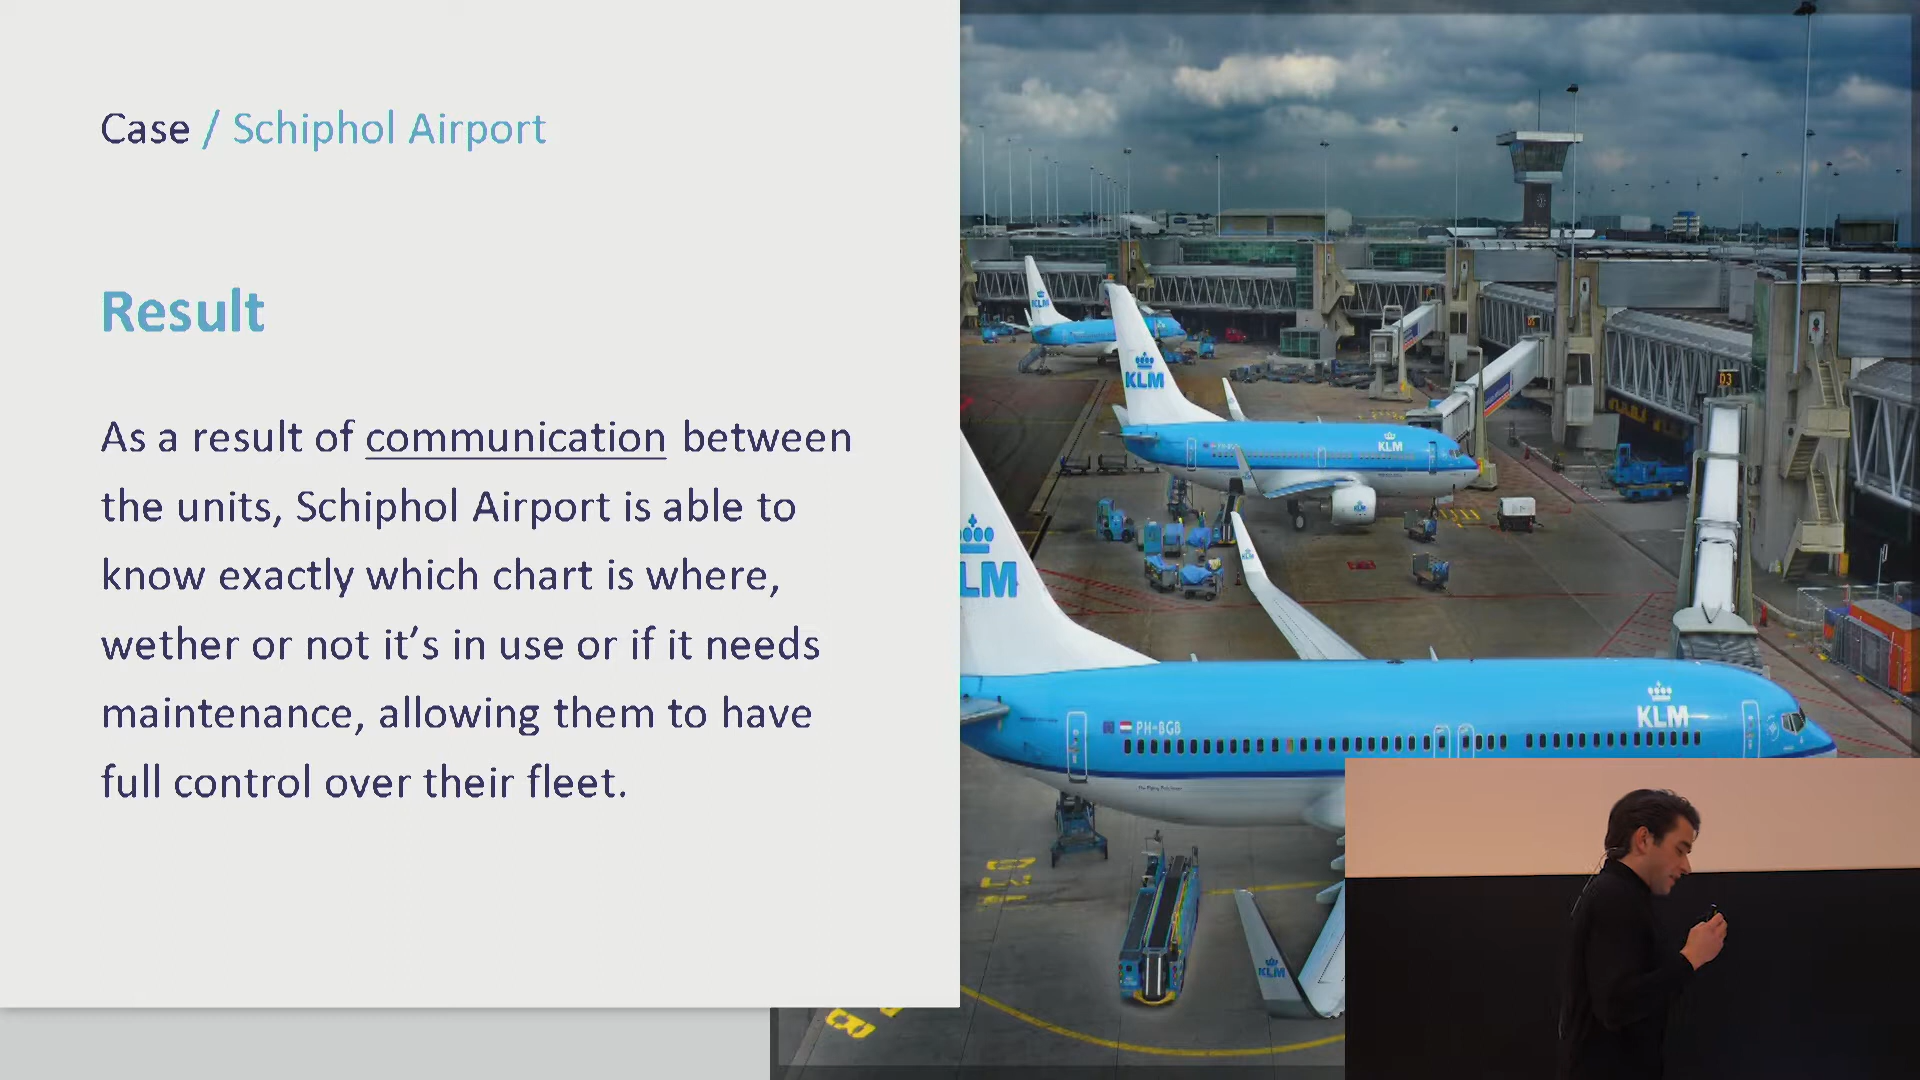 Case / Schiphol Airport
Result
As a result of communication between
the units, Schiphol Airport is able to
know exactly which chart is where,
wether or not it's in use or if it needs
maintenance, allowing them to have
full control over their fleet.
KLM
KLM
KLM
KLM
LM
D3
KLM
PH-BGB
KLM